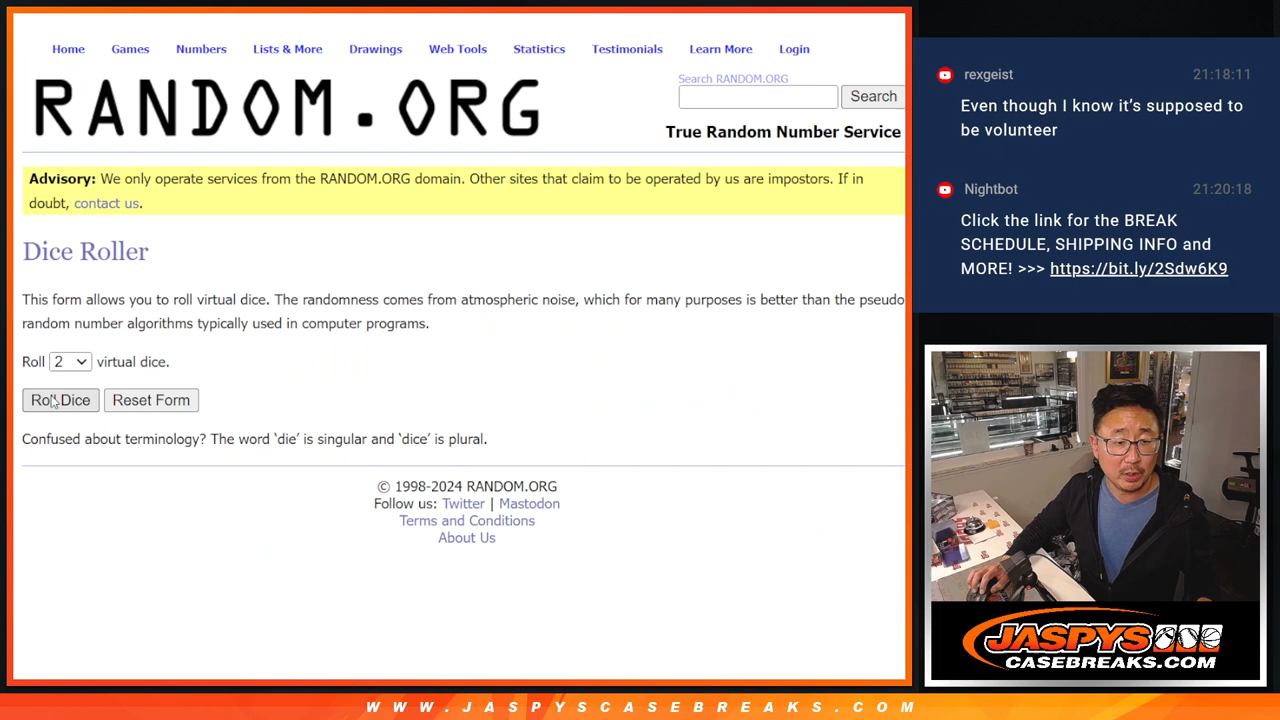 Home Games Numbers Lists & More Drawings Web Tools Statistics Testimonials Learn More Login
RANDOM.ORG
Search RANDOM.ORG
Search
True Random Number Service
Advisory: We only operate services from the RANDOM.ORG domain. Other sites that claim to be operated by us are impostors. If in
doubt, contact us.
Dice Roller
This form allows you to roll virtual dice. The randomness comes from atmospheric noise, which for many purposes is better than the pseudo
random number algorithms typically used in computer programs.
Roll 2 virtual dice.
Roll Dice Reset Form
Confused about terminology? The word ‘die’ is singular and ‘dice’ is plural.
© 1998-2024 RANDOM.ORG
Follow us: Twitter | Mastodon
Terms and Conditions
About Us
rexgeist 21:18:11
Even though I know it’s supposed to
be volunteer
Nightbot 21:20:18
Click the link for the BREAK
SCHEDULE, SHIPPING INFO and
MORE! >>> https://bit.ly/2Sdw6K9
JASPYS
CASEBREAKS.COM
WWW.JASPYSCASEBREAKS.COM